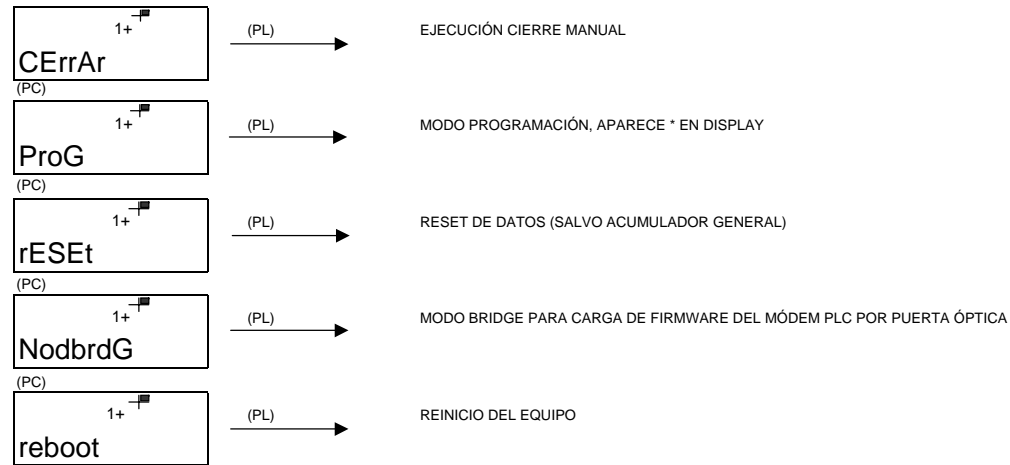 1+
(PL)
EJECUCIÓN CIERRE MANUAL
CErrAr
(PC)
1+
(PL)
MODO PROGRAMACIÓN, APARECE * EN DISPLAY
ProG
(PC)
1+
(PL)
RESET DE DATOS (SALVO ACUMULADOR GENERAL)
rESEt
(PC)
1+
(PL)
MODO BRIDGE PARA CARGA DE FIRMWARE DEL MÓDEM PLC POR PUERTA ÓPTICA
NodbrdG
(PC)
1+
(PL)
REINICIO DEL EQUIPO
reboot